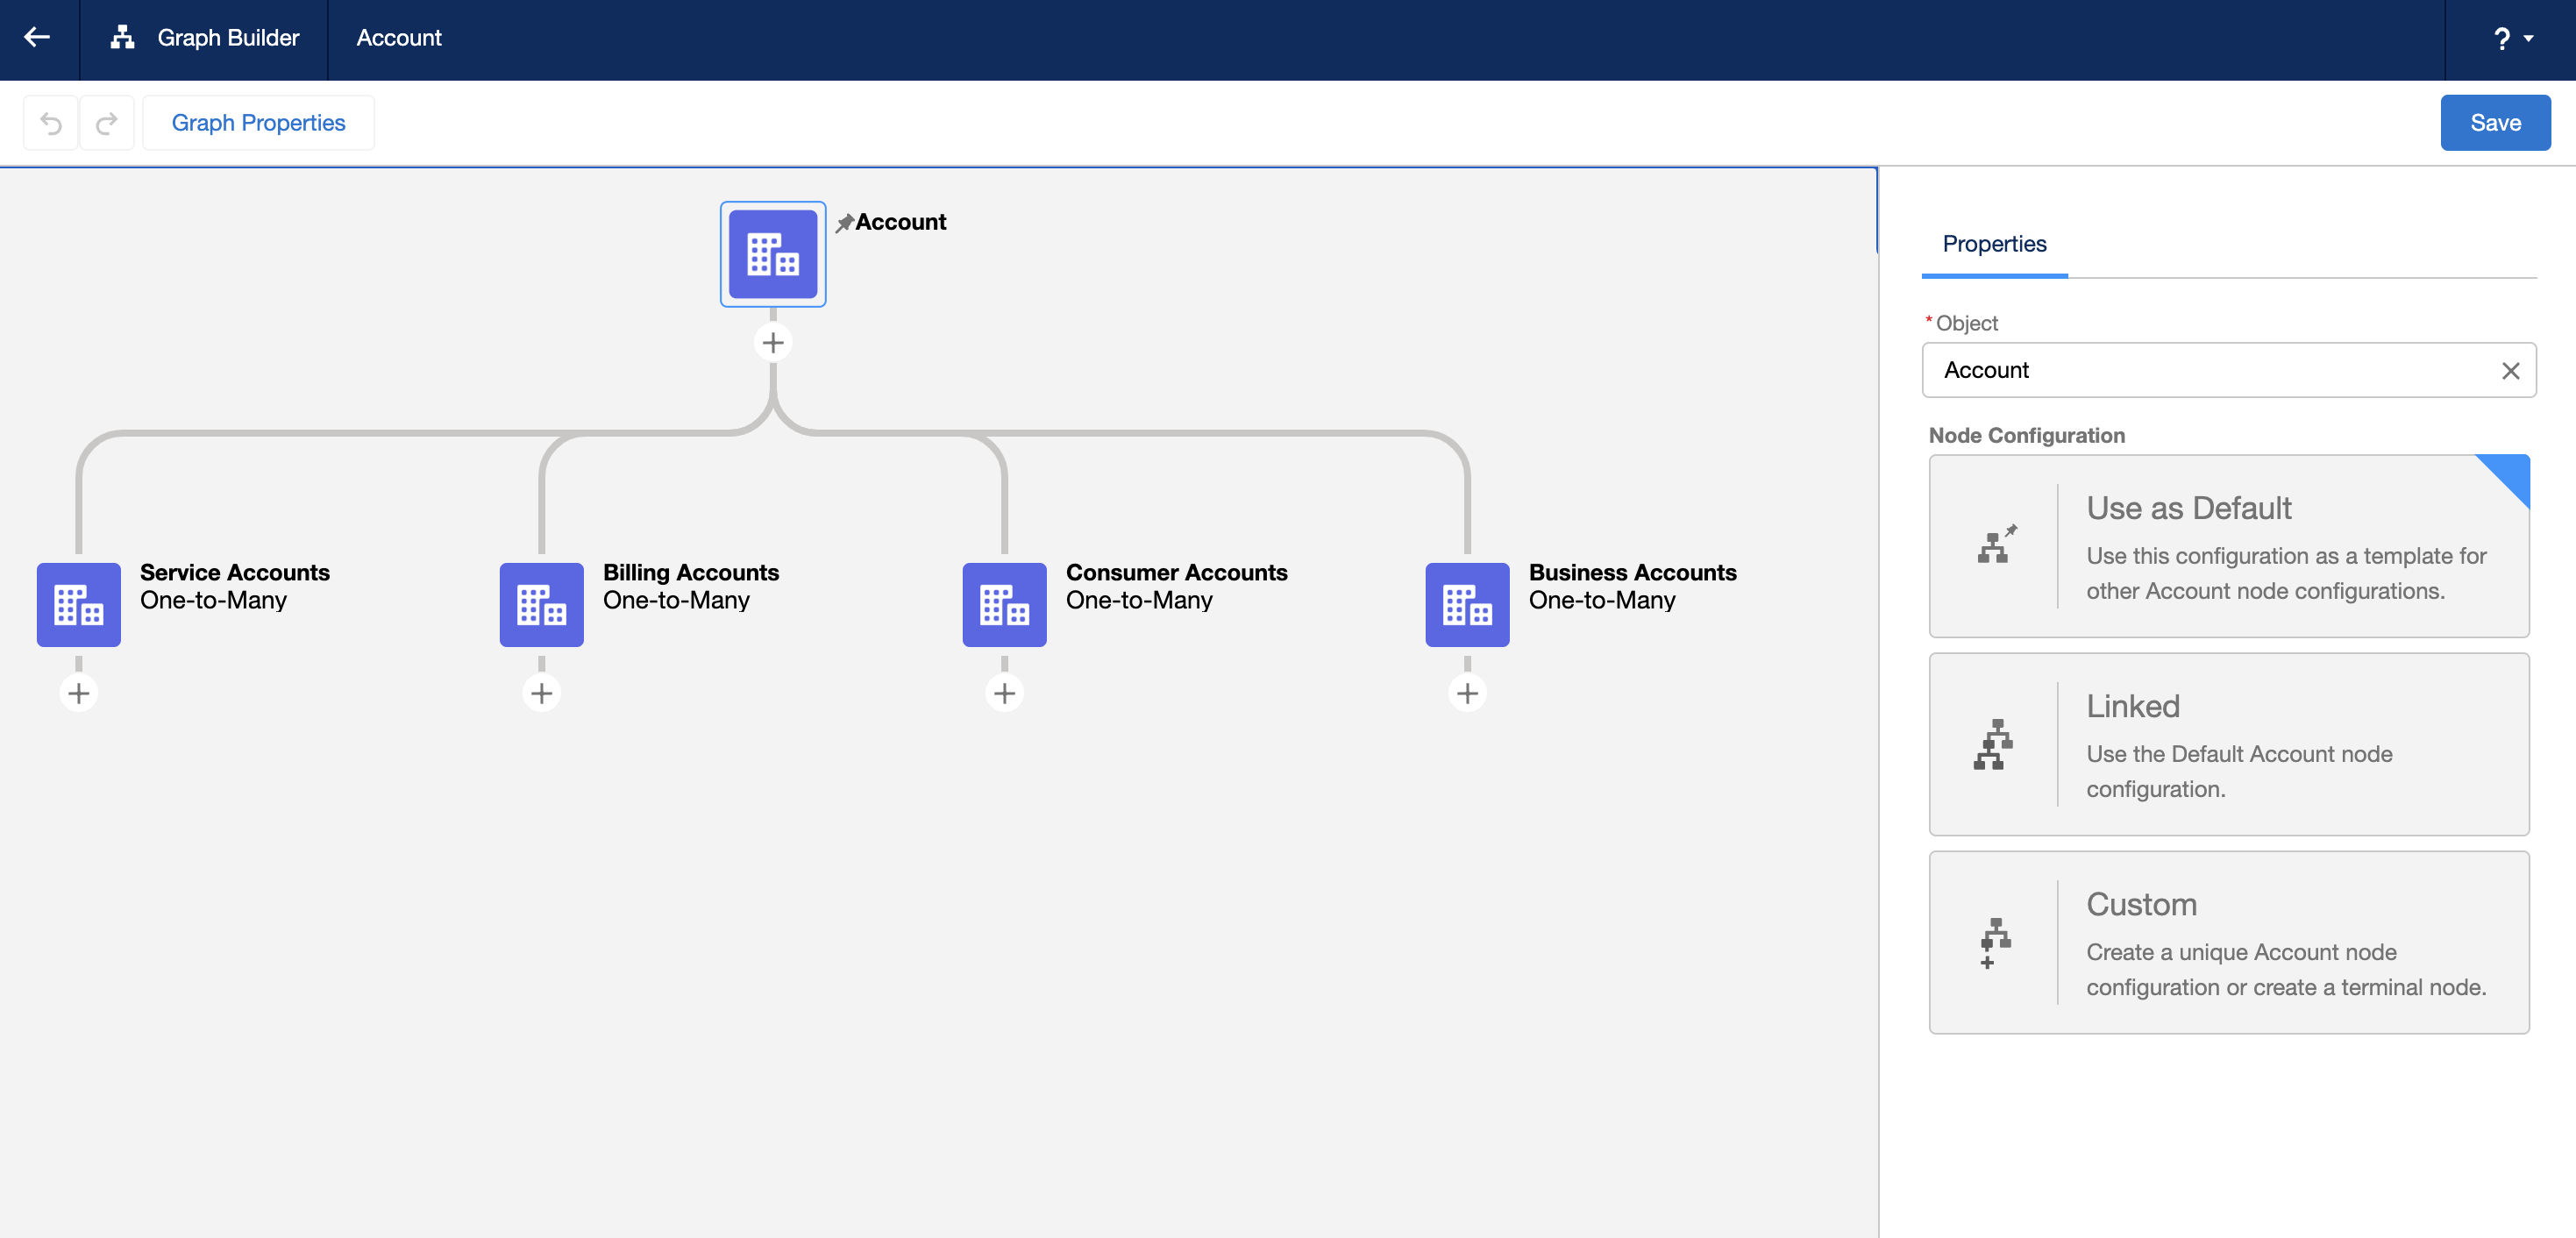 Graph Builder
Account
?
Graph Properties
Save
Account
Service Accounts
One-to-Many
Billing Accounts
One-to-Many
Consumer Accounts
One-to-Many
Business Accounts
One-to-Many
Properties
* Object
Account
Node Configuration
Use as Default
Use this configuration as a template for
other Account node configurations.
Linked
Use the Default Account node
configuration.
Custom
Create a unique Account node
configuration or create a terminal node.